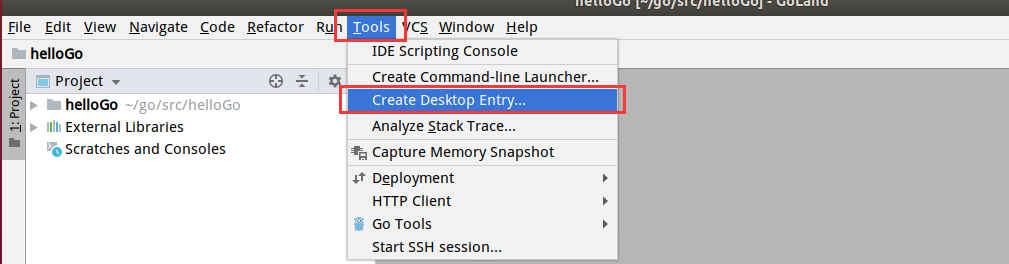 helloGo [~/go/src/helloGo] - GoLand
File Edit View Navigate Code Refactor Run Tools VCS Window Help
helloGo
1: Project
Project
helloGo ~/go/src/helloGo
External Libraries
Scratches and Consoles
IDE Scripting Console
Create Command-line Launcher...
Create Desktop Entry...
Analyze Stack Trace...
Capture Memory Snapshot
Deployment
HTTP Client
Go Tools
Start SSH session...